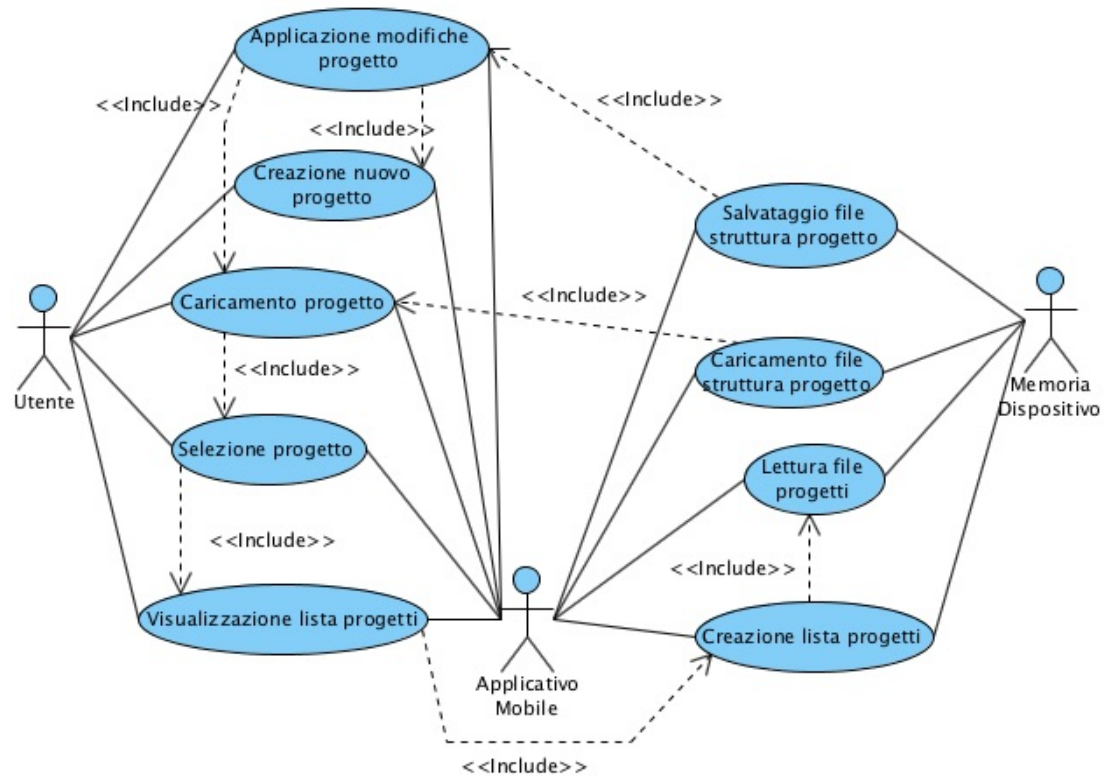 Applicazione modifiche
progetto
<<Include>>
<<Include>>
<<Include>>
Creazione nuovo
progetto
Salvataggio file
struttura progetto
Caricamento progetto
<<Include>>
Caricamento file
struttura progetto
<<Include>>
Utente
Memoria
Dispositivo
Selezione progetto
Lettura file
progetti
<<Include>>
<<Include>>
Visualizzazione lista progetti
Creazione lista progetti
Applicativo
Mobile
<<Include>>